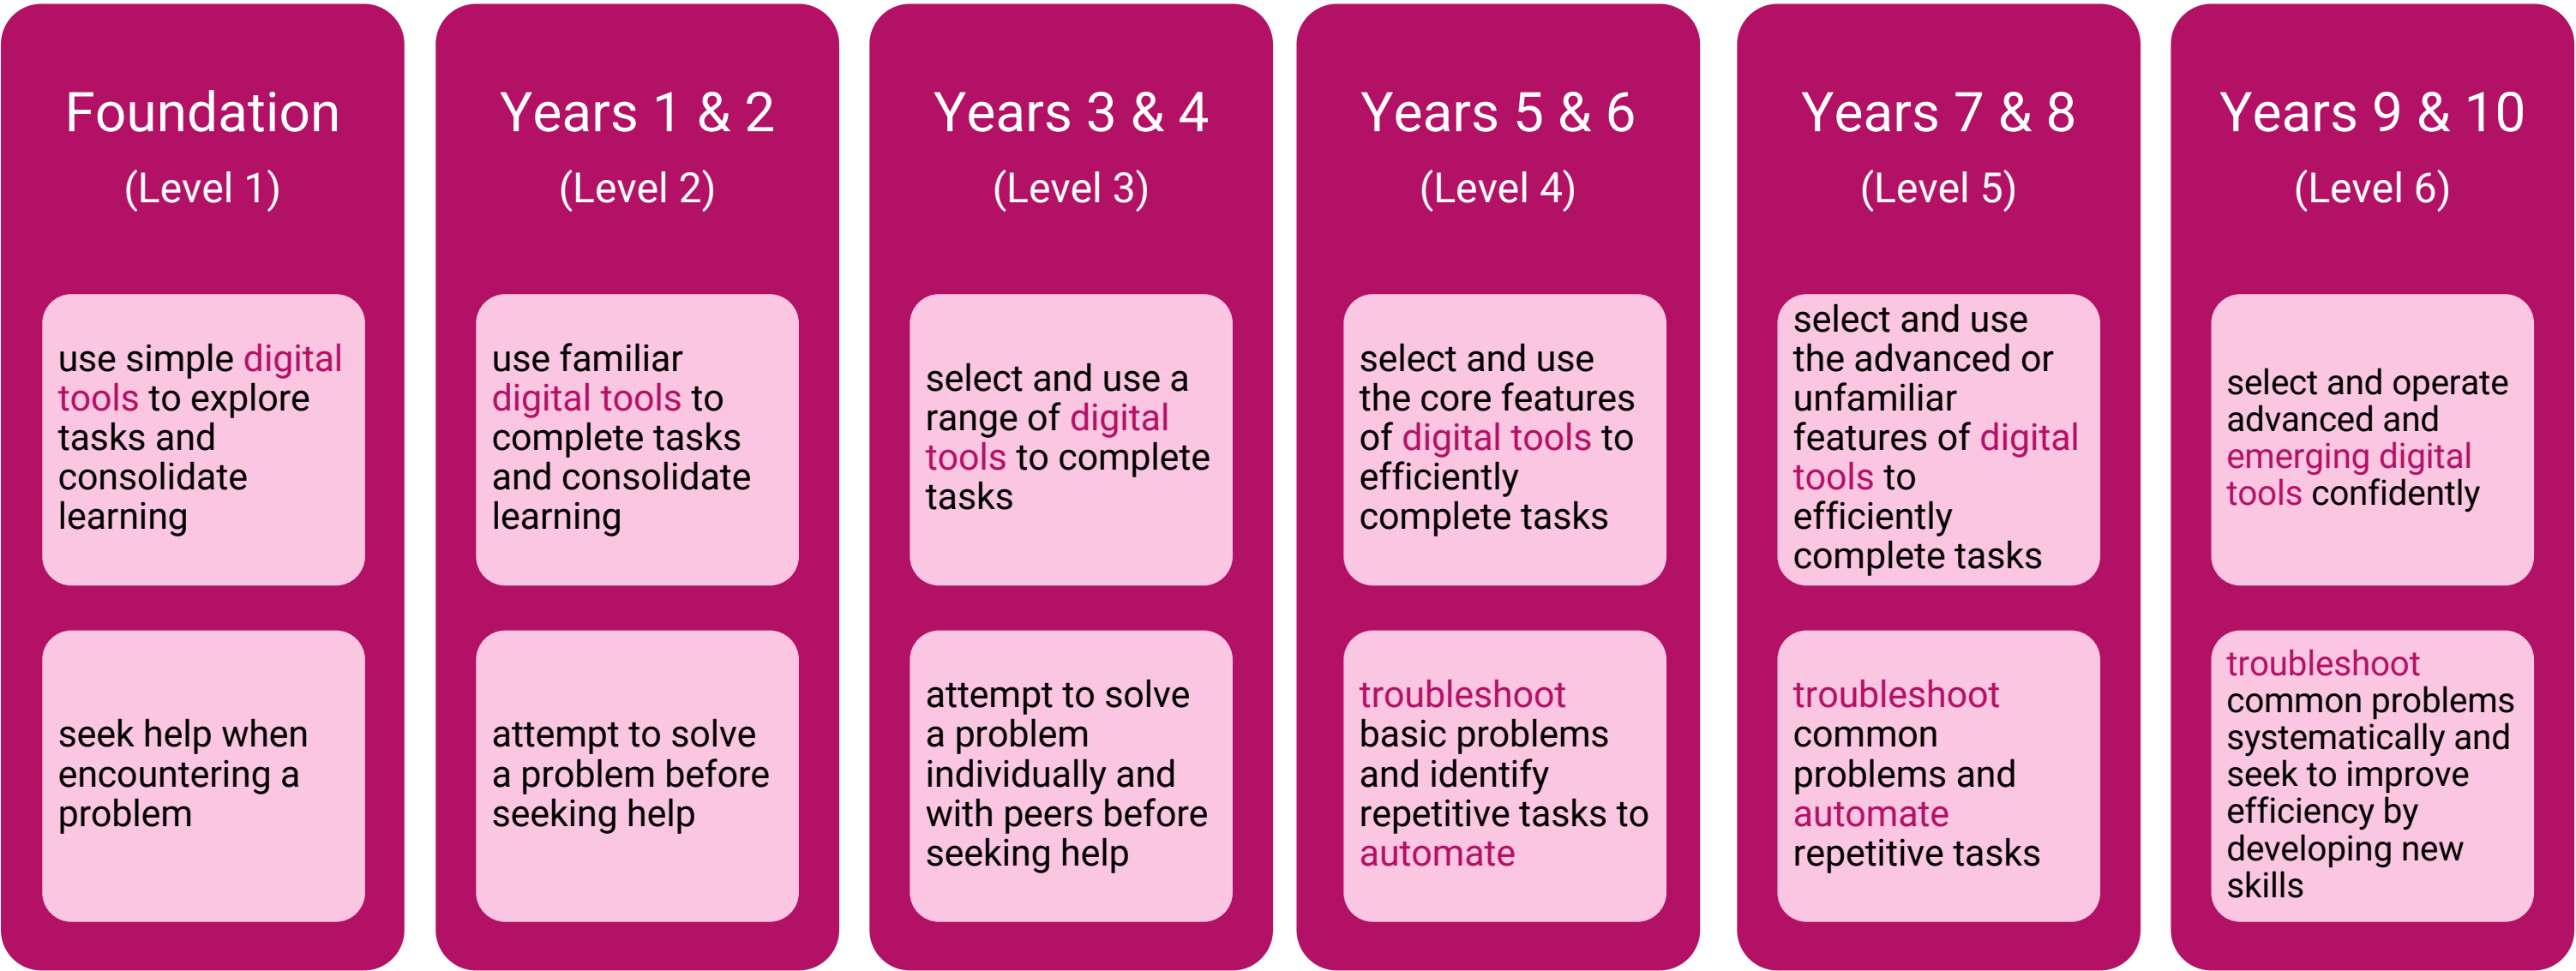 Foundation
(Level 1)
use simple digital
tools to explore
tasks and
consolidate
learning
seek help when
encountering a
problem
Years 1 & 2
(Level 2)
use familiar
digital tools to
complete tasks
and consolidate
learning
attempt to solve
a problem before
seeking help
Years 3 & 4
(Level 3)
select and use a
range of digital
tools to complete
tasks
attempt to solve
a problem
individually and
with peers before
seeking help
Years 5 & 6
(Level 4)
select and use
the core features
of digital tools to
efficiently
complete tasks
troubleshoot
basic problems
and identify
repetitive tasks to
automate
Years 7 & 8
(Level 5)
select and use
the advanced or
unfamiliar
features of digital
tools to
efficiently
complete tasks
troubleshoot
common
problems and
automate
repetitive tasks
Years 9 & 10
(Level 6)
select and operate
advanced and
emerging digital
tools confidently
troubleshoot
common problems
systematically and
seek to improve
efficiency by
developing new
skills